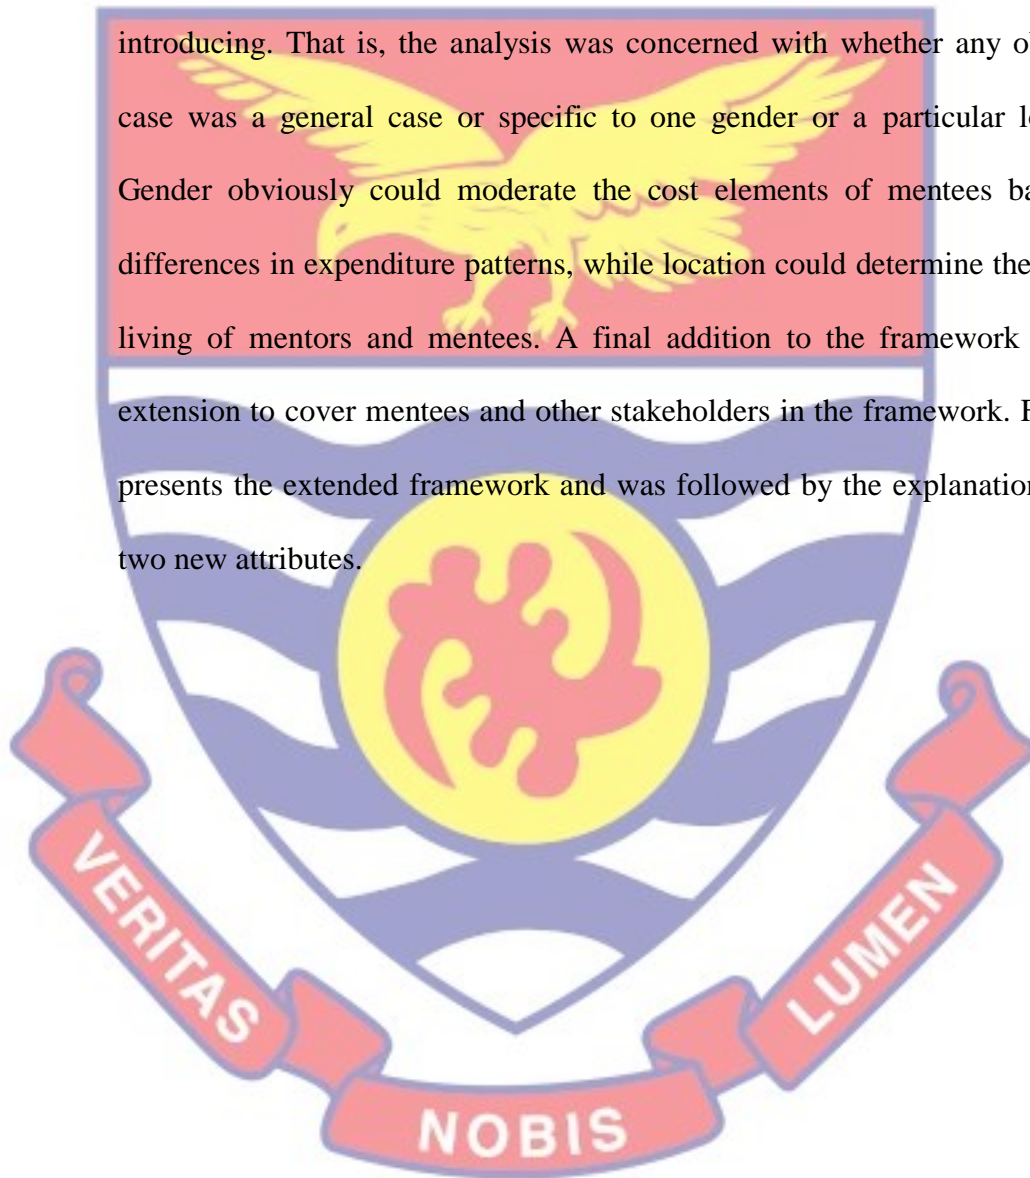 introducing. That is, the analysis was concerned with whether any
case was a general case or specific to one gender or a particular
Gender obviously could moderate the cost elements of mentees
differences in expenditure patterns, while location could determine the
living of mentors and mentees. A final addition to the framework
extension to cover mentees and other stakeholders in the framework.
presents the extended framework and was followed by the explanation
two new attributes.
VERITAS
NOBIS
LUMEN